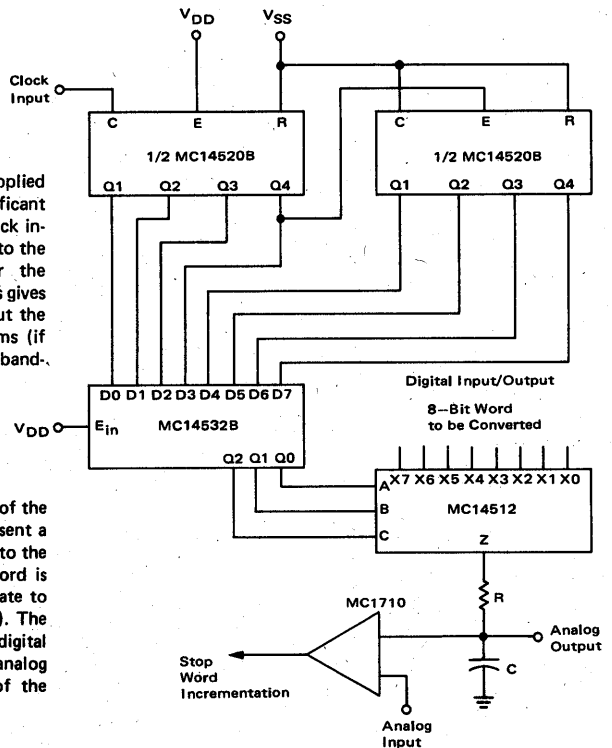 VDD
VSS
Clock
Input
C E R
1/2 MC14520B
Q1 Q2 Q3 Q4
C E R
1/2 MC14520B
Q1 Q2 Q3 Q4
pplied
ificant
ck in-
to the
r the
s gives
ut the
ms (if
band-
D0 D1 D2 D3 D4 D5 D6 D7
VDD
Ein
MC14532B
Q2 Q1 Q0
Digital Input/Output
8-Bit Word
to be Converted
X7 X6 X5 X4 X3 X2 X1 X0
A
B
C
MC14512
Z
of the
sent a
to the
ord is
ate to
). The
digital
analog
of the
R
MC1710
Analog
Output
C
Stop
Word
Incrementation
Analog
Input